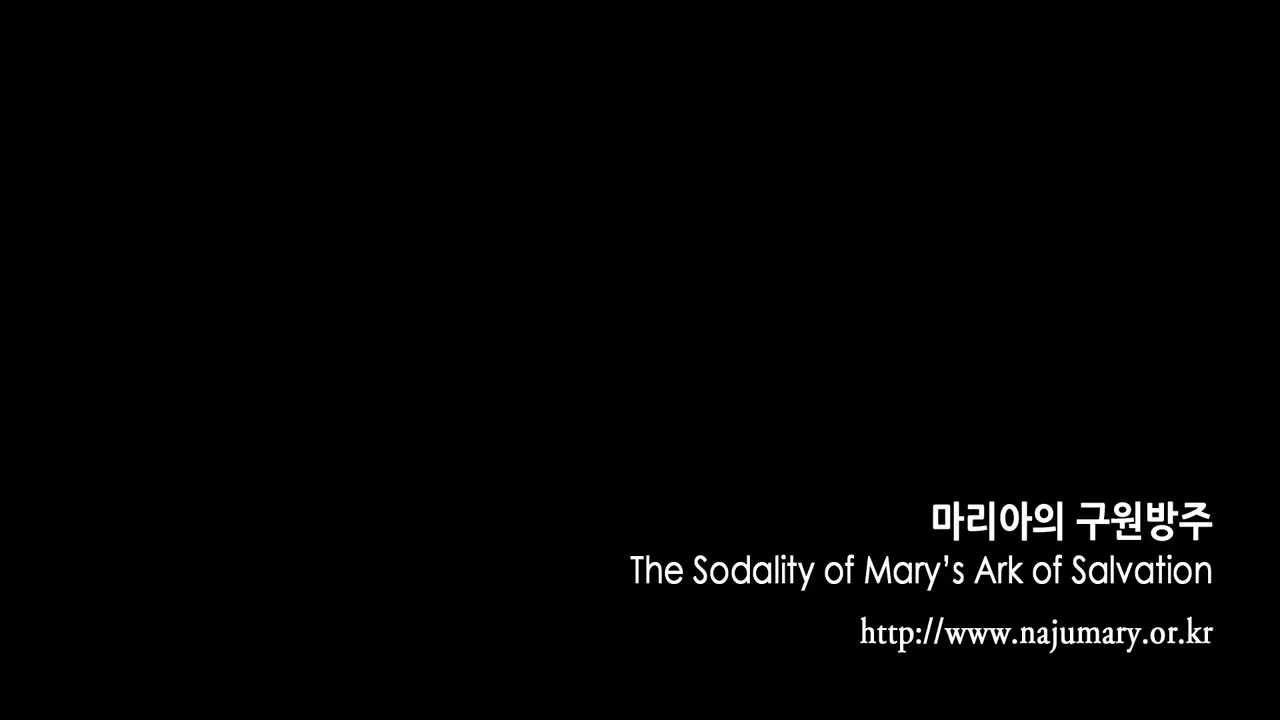 마리아의 구원방주
The Sodality of Mary’s Ark of Salvation
http://www.najumary.or.kr